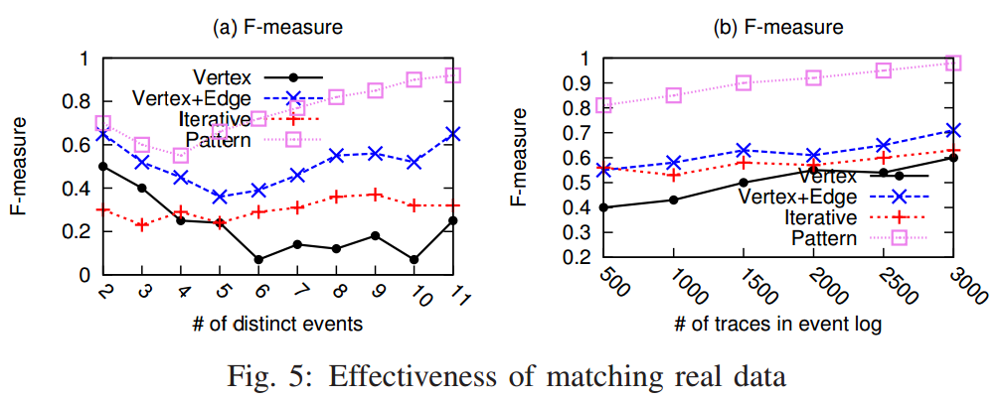 (a) F-measure
F-measure
1
0.8
0.6
0.4
0.2
0
Vertex
Vertex+Edge
Iterative
Pattern
2 3 4 5 6 7 8 9 10 11
# of distinct events
(b) F-measure
F-measure
1
0.9
0.8
0.7
0.6
0.5
0.4
0.3
0.2
Vertex
Vertex+Edge
Iterative
Pattern
500 1000 1500 2000 2500 3000
# of traces in event log
Fig. 5: Effectiveness of matching real data